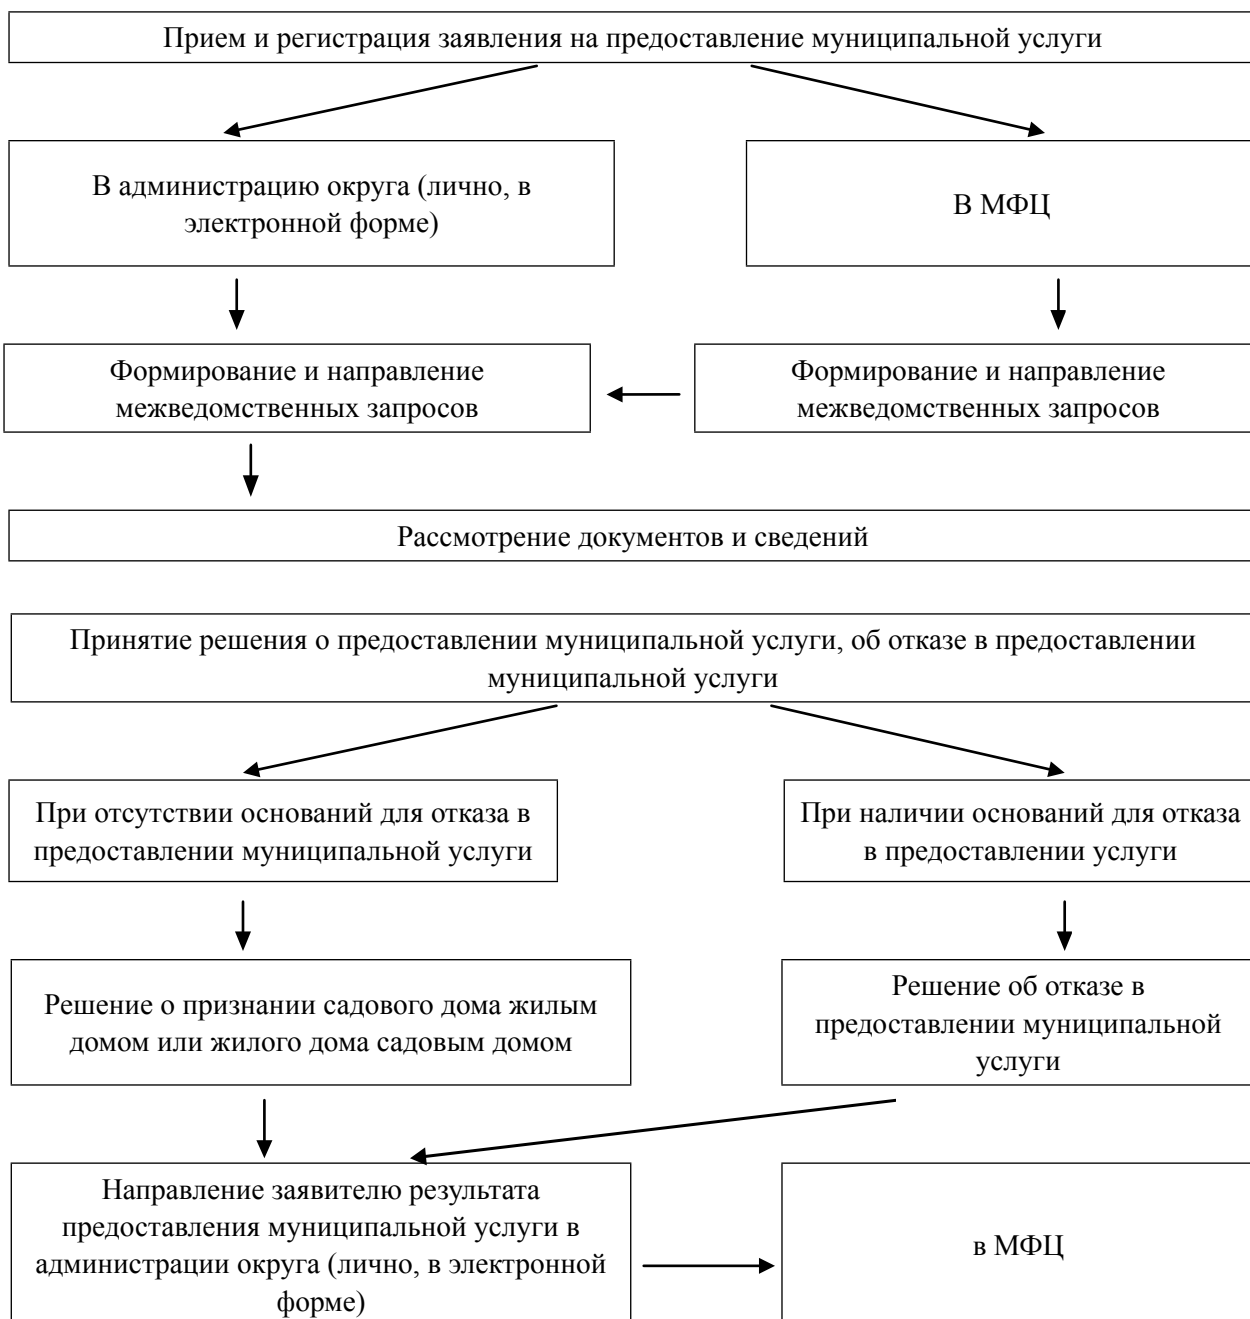 Прием и регистрация заявления на предоставление муниципальной услуги
В администрацию округа (лично, в
электронной форме)
В МФЦ
Формирование и направление
межведомственных запросов
Формирование и направление
межведомственных запросов
Рассмотрение документов и сведений
Принятие решения о предоставлении муниципальной услуги, об отказе в предоставлении
муниципальной услуги
При отсутствии оснований для отказа в
предоставлении муниципальной услуги
При наличии оснований для отказа
в предоставлении услуги
Решение о признании садового дома жилым
домом или жилого дома садовым домом
Решение об отказе в
предоставлении муниципальной
услуги
Направление заявителю результата
предоставления муниципальной услуги в
администрации округа (лично, в электронной
форме)
в МФЦ